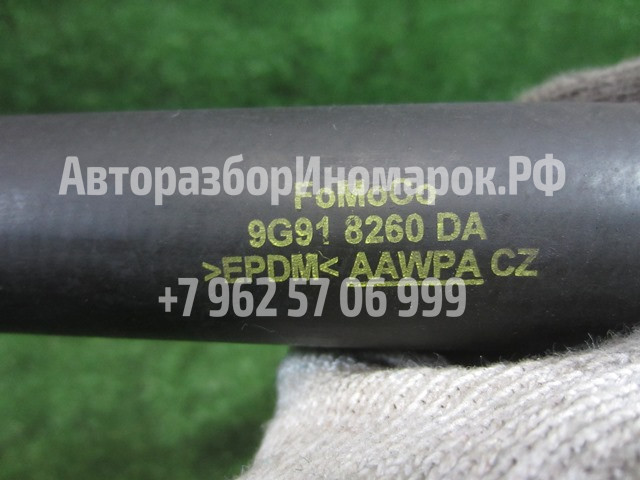 АвторазборИномарок.РФ
FoMoCo
9G91 8260 DA
>EPDM< AAWPA CZ
+7 962 57 06 999